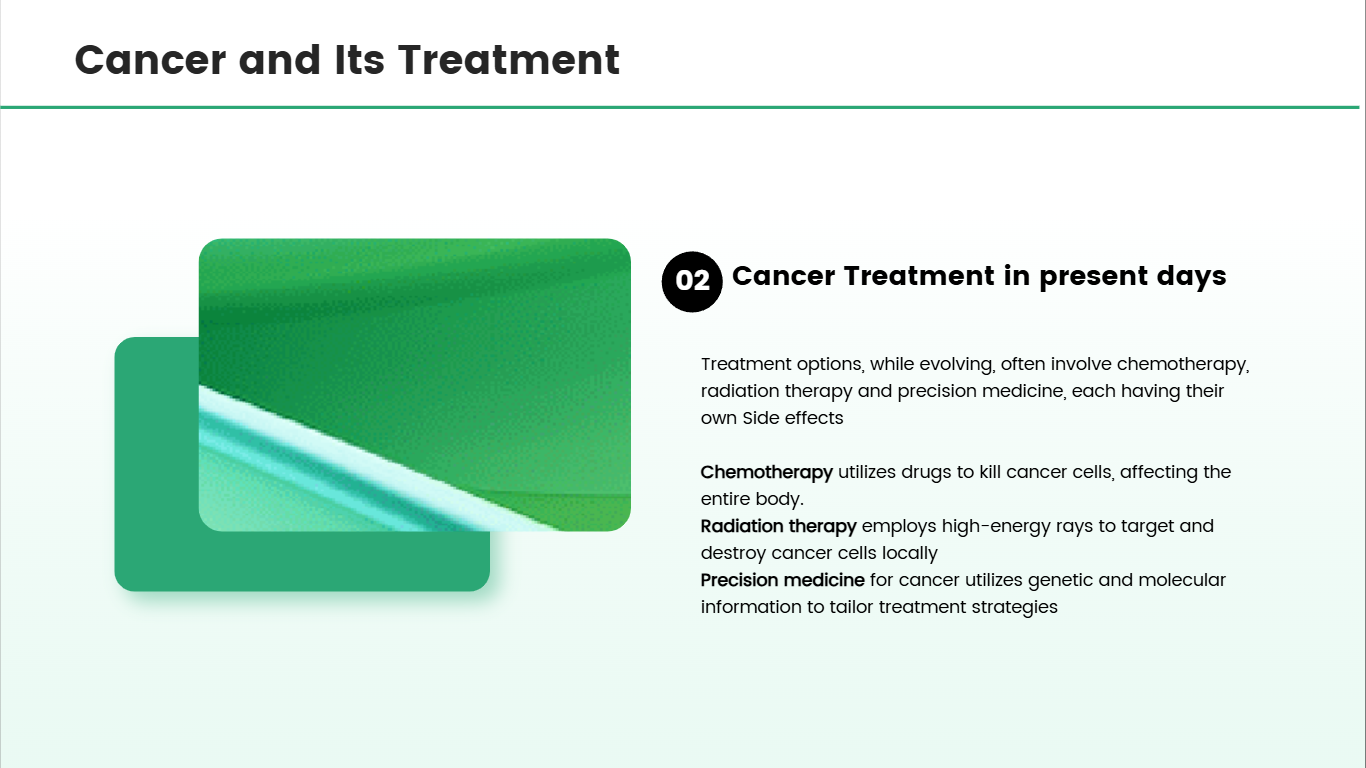 Cancer and Its Treatment
02 Cancer Treatment in present days
Treatment options, while evolving, often involve chemotherapy,
radiation therapy and precision medicine, each having their
own Side effects
Chemotherapy utilizes drugs to kill cancer cells, affecting the
entire body.
Radiation therapy employs high-energy rays to target and
destroy cancer cells locally
Precision medicine for cancer utilizes genetic and molecular
information to tailor treatment strategies